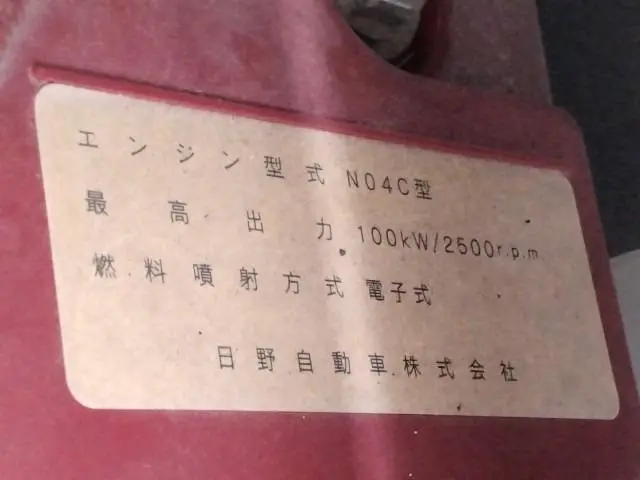 エンジン型式 N04C型
最高出力 100kW/2500r.p.m
燃料噴射方式 電子式
日野自動車株式会社